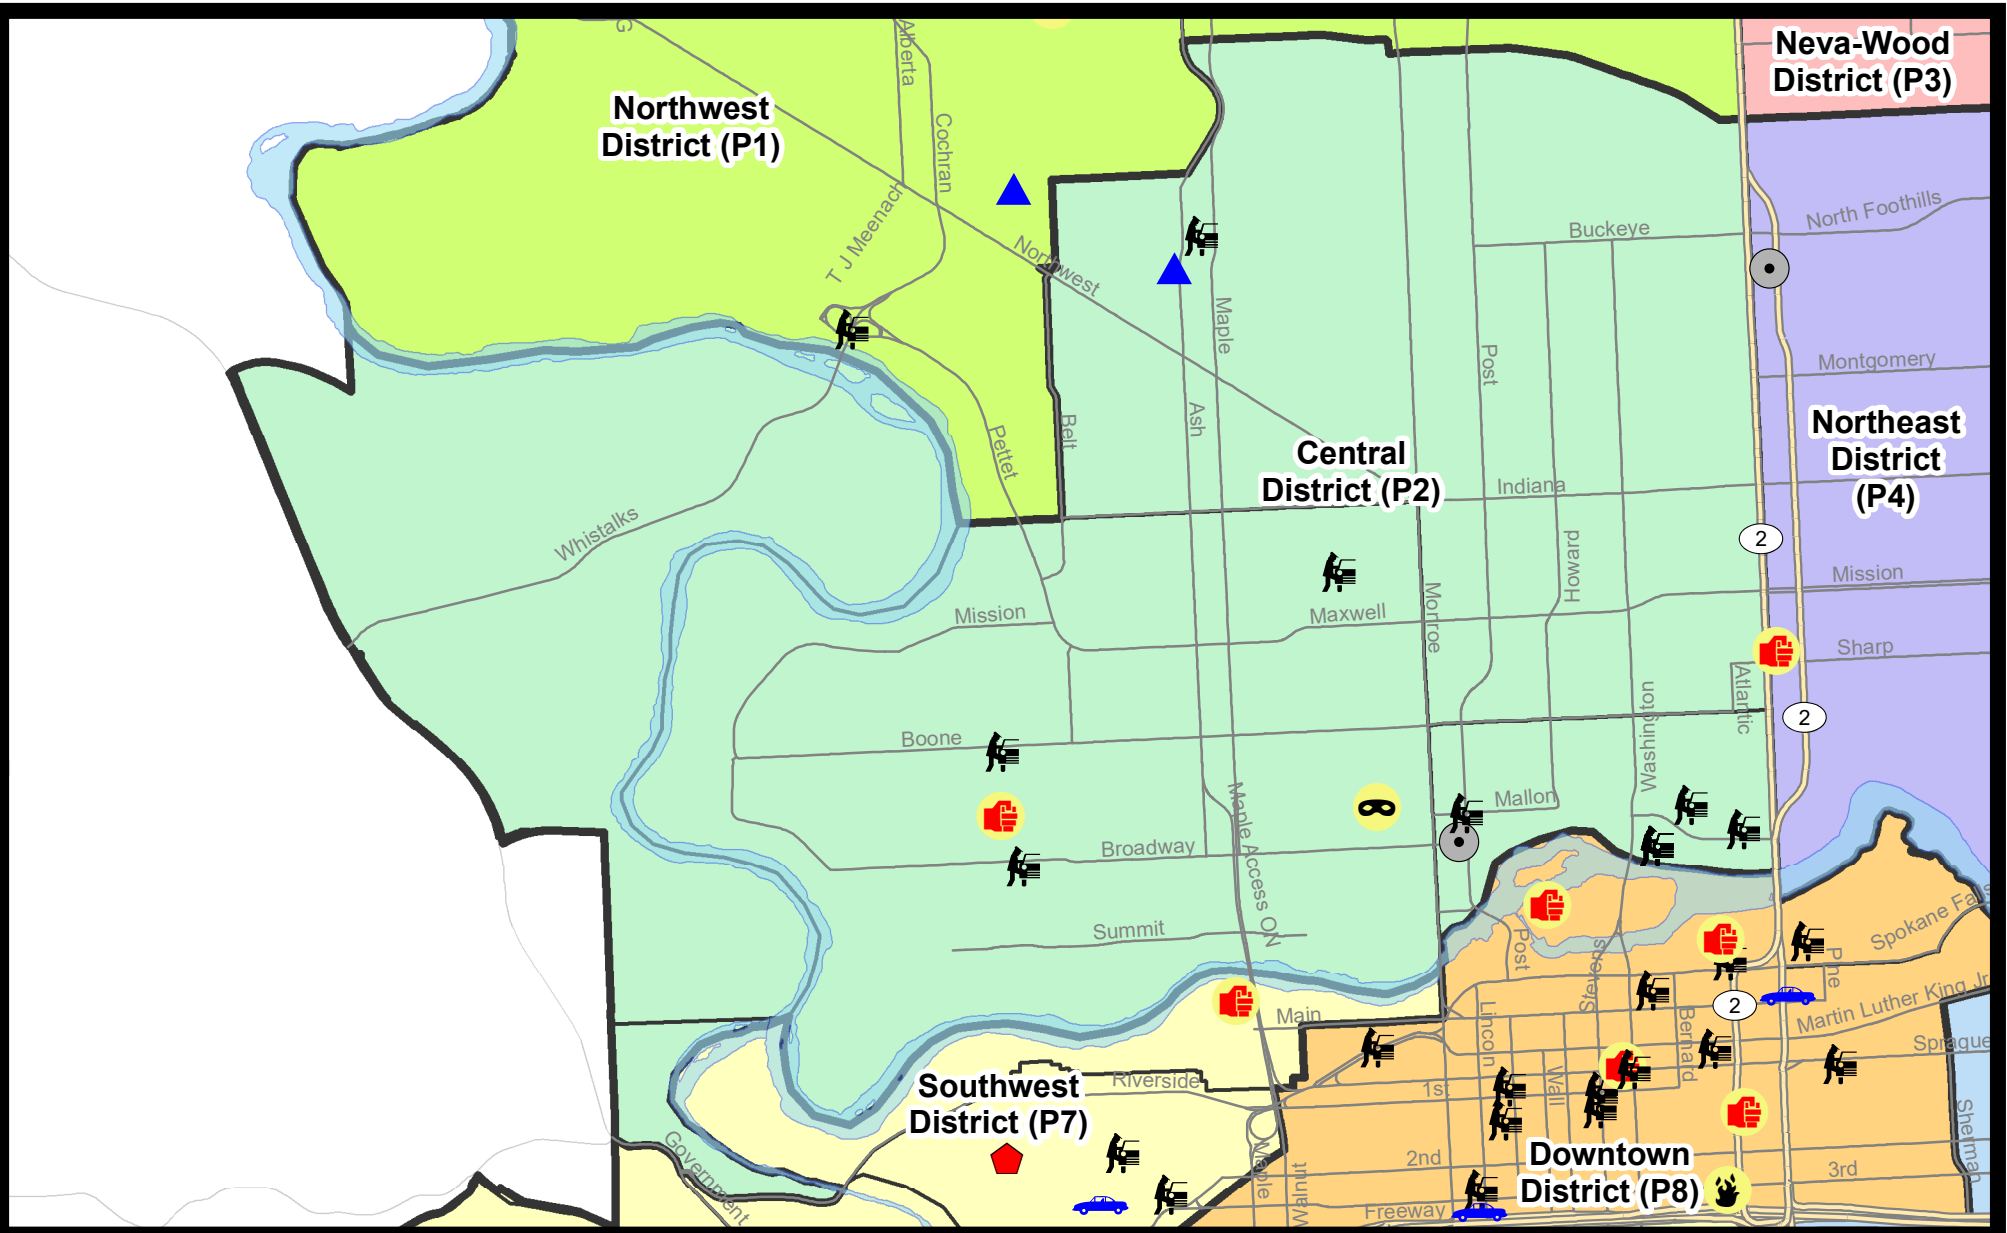 G
Alberta
Neva-Wood
District (P3)
Northwest
District (P1)
Cochran
T J Meenach
Northwest
Buckeye
North Foothills
Maple
Post
Montgomery
Ash
Belt
Pettet
Central
District (P2)
Northeast
District
(P4)
Indiana
Whistalks
Howard
2
Mission
Mission
Maxwell
Monroe
Sharp
Atlantic
Washington
2
Boone
Mallon
Maple Access ON
Broadway
Summit
Post
Stevens
Pine
Spokane Fa
2
Main
Lincoln
Bernard
Martin Luther King Jr
Sprague
Southwest
District (P7)
Riverside
1st
Wall
Sherman
Government
Maple
Walnut
2nd
Downtown
District (P8)
3rd
Freeway